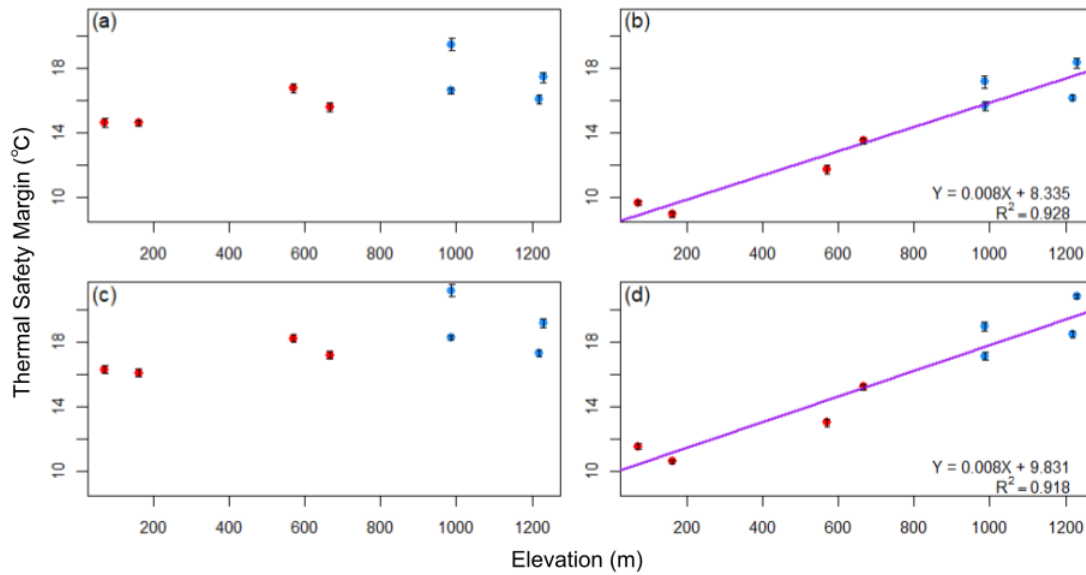 (a)
(b)
18
14
10
18
14
10
Y = 0.008X + 8.335
R² = 0.928
200 400 600 800 1000 1200
200 400 600 800 1000 1200
(c)
(d)
18
14
10
18
14
10
Y = 0.008X + 9.831
R² = 0.918
200 400 600 800 1000 1200
200 400 600 800 1000 1200
Thermal Safety Margin (℃)
Elevation (m)